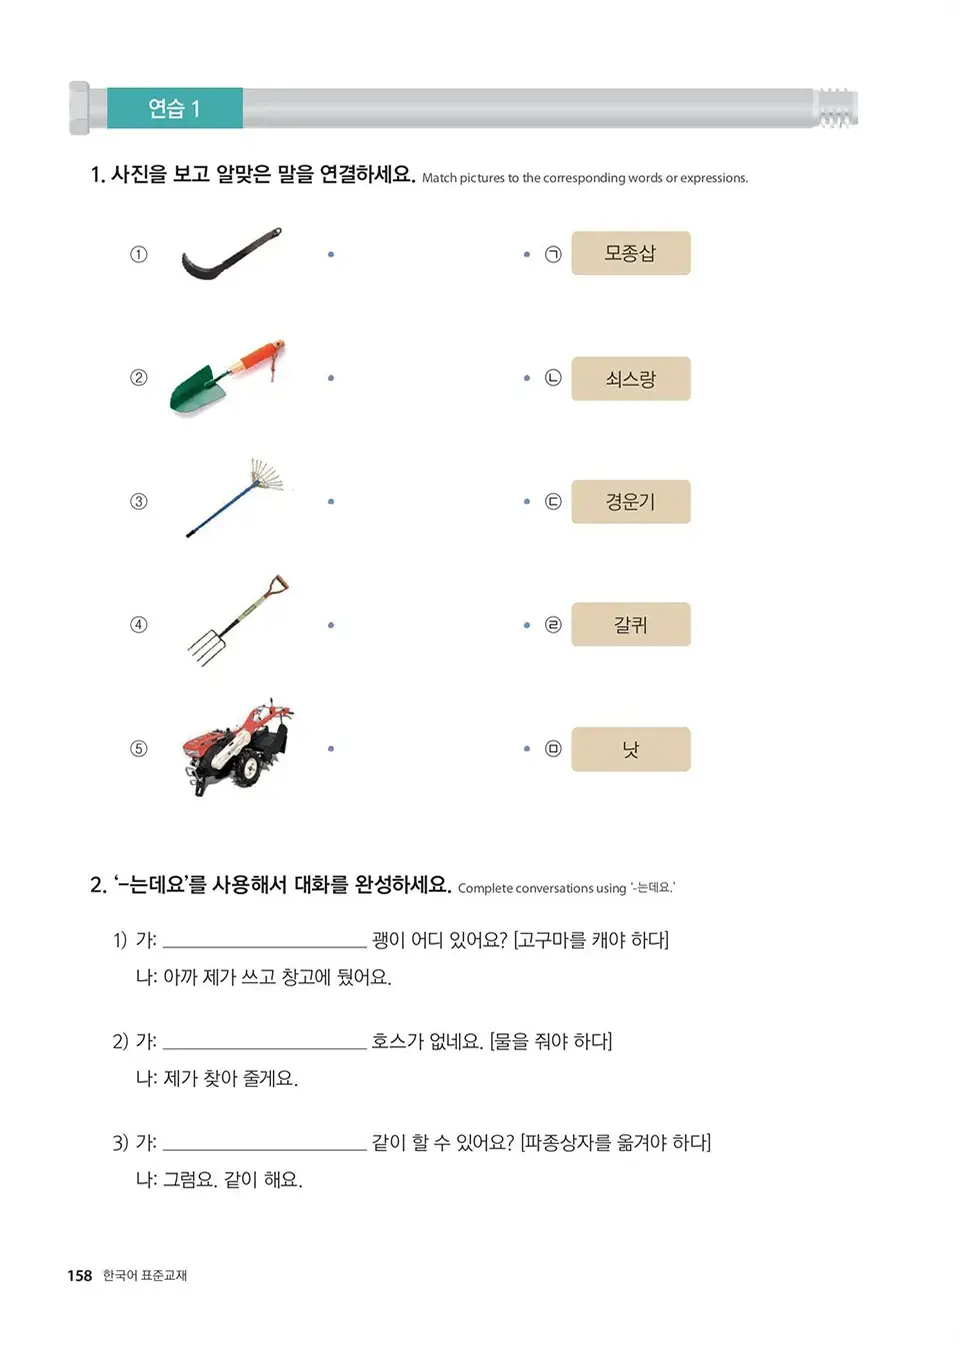 연습 1
1. 사진을 보고 알맞은 말을 연결하세요. Match pictures to the corresponding words or expressions.
① ㉠ 모종삽
② ㉡ 쇠스랑
③ ㉢ 경운기
④ ㉣ 갈퀴
⑤ ㉤ 낫
2. ‘-는데요’를 사용해서 대화를 완성하세요. Complete conversations using ‘-는데요.’
1) 가: ____________________ 괭이 어디 있어요? [고구마를 캐야 하다]
나: 아까 제가 쓰고 창고에 뒀어요.
2) 가: ____________________ 호스가 없네요. [물을 줘야 하다]
나: 제가 찾아 줄게요.
3) 가: ____________________ 같이 할 수 있어요? [파종상자를 옮겨야 하다]
나: 그럼요. 같이 해요.
158 한국어 표준교재